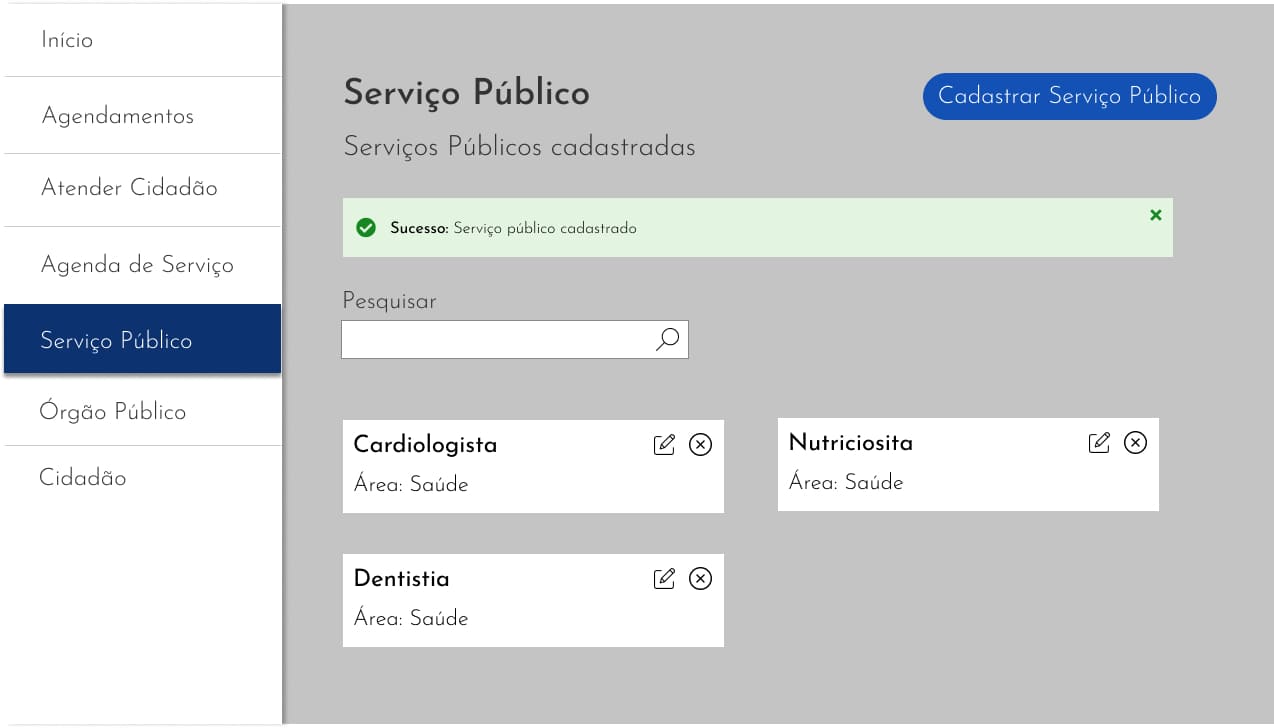 Início
Agendamentos
Atender Cidadão
Agenda de Serviço
Serviço Público
Órgão Público
Cidadão
Serviço Público
Cadastrar Serviço Público
Serviços Públicos cadastradas
Sucesso: Serviço público cadastrado
Pesquisar
Cardiologista
Área: Saúde
Nutriciosita
Área: Saúde
Dentistia
Área: Saúde